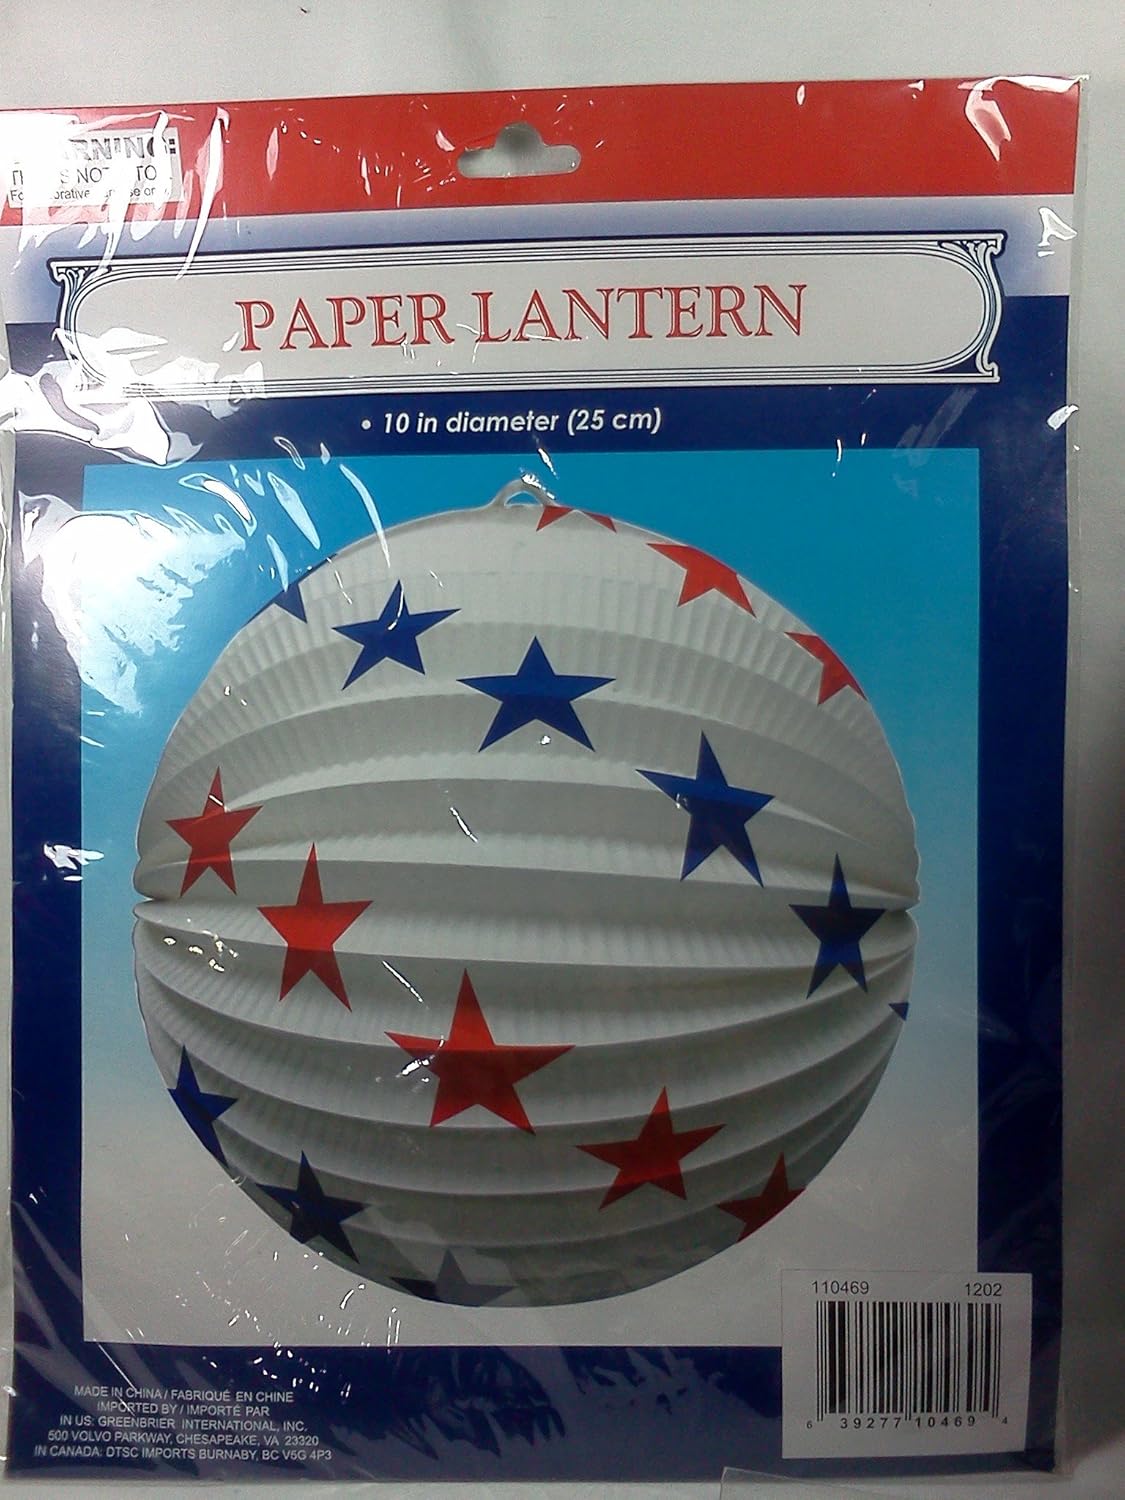 WARNING:
PAPER LANTERN
• 10 in diameter (25 cm)
110469 1202
6 39277 10469 4
MADE IN CHINA / FABRIQUÉ EN CHINE
IMPORTED BY / IMPORTÉ PAR
IN US: GREENBRIER INTERNATIONAL, INC.
500 VOLVO PARKWAY, CHESAPEAKE, VA 23320
IN CANADA: DTSC IMPORTS BURNABY, BC V5G 4P3